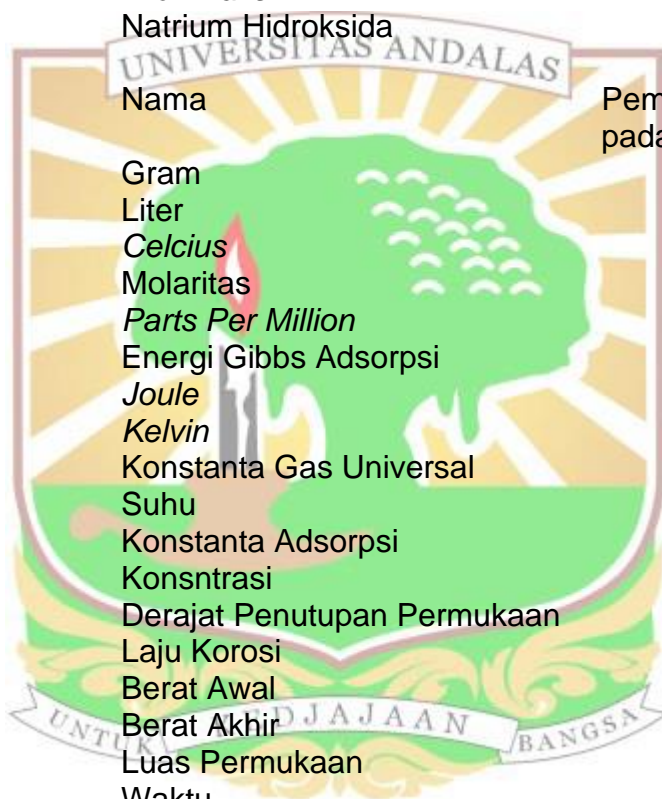 Natrium Hidroksida
UNIVERSITAS ANDALAS
Nama
Gram
Liter
Celcius
Molaritas
Parts Per Million
Energi Gibbs Adsorpsi
Joule
Kelvin
Konstanta Gas Universal
Suhu
Konstanta Adsorpsi
Konsntrasi
Derajat Penutupan Permukaan
Laju Korosi
Berat Awal
Berat Akhir
UNTUK KEDJAJAAN BANGSA
Luas Permukaan
Waktu